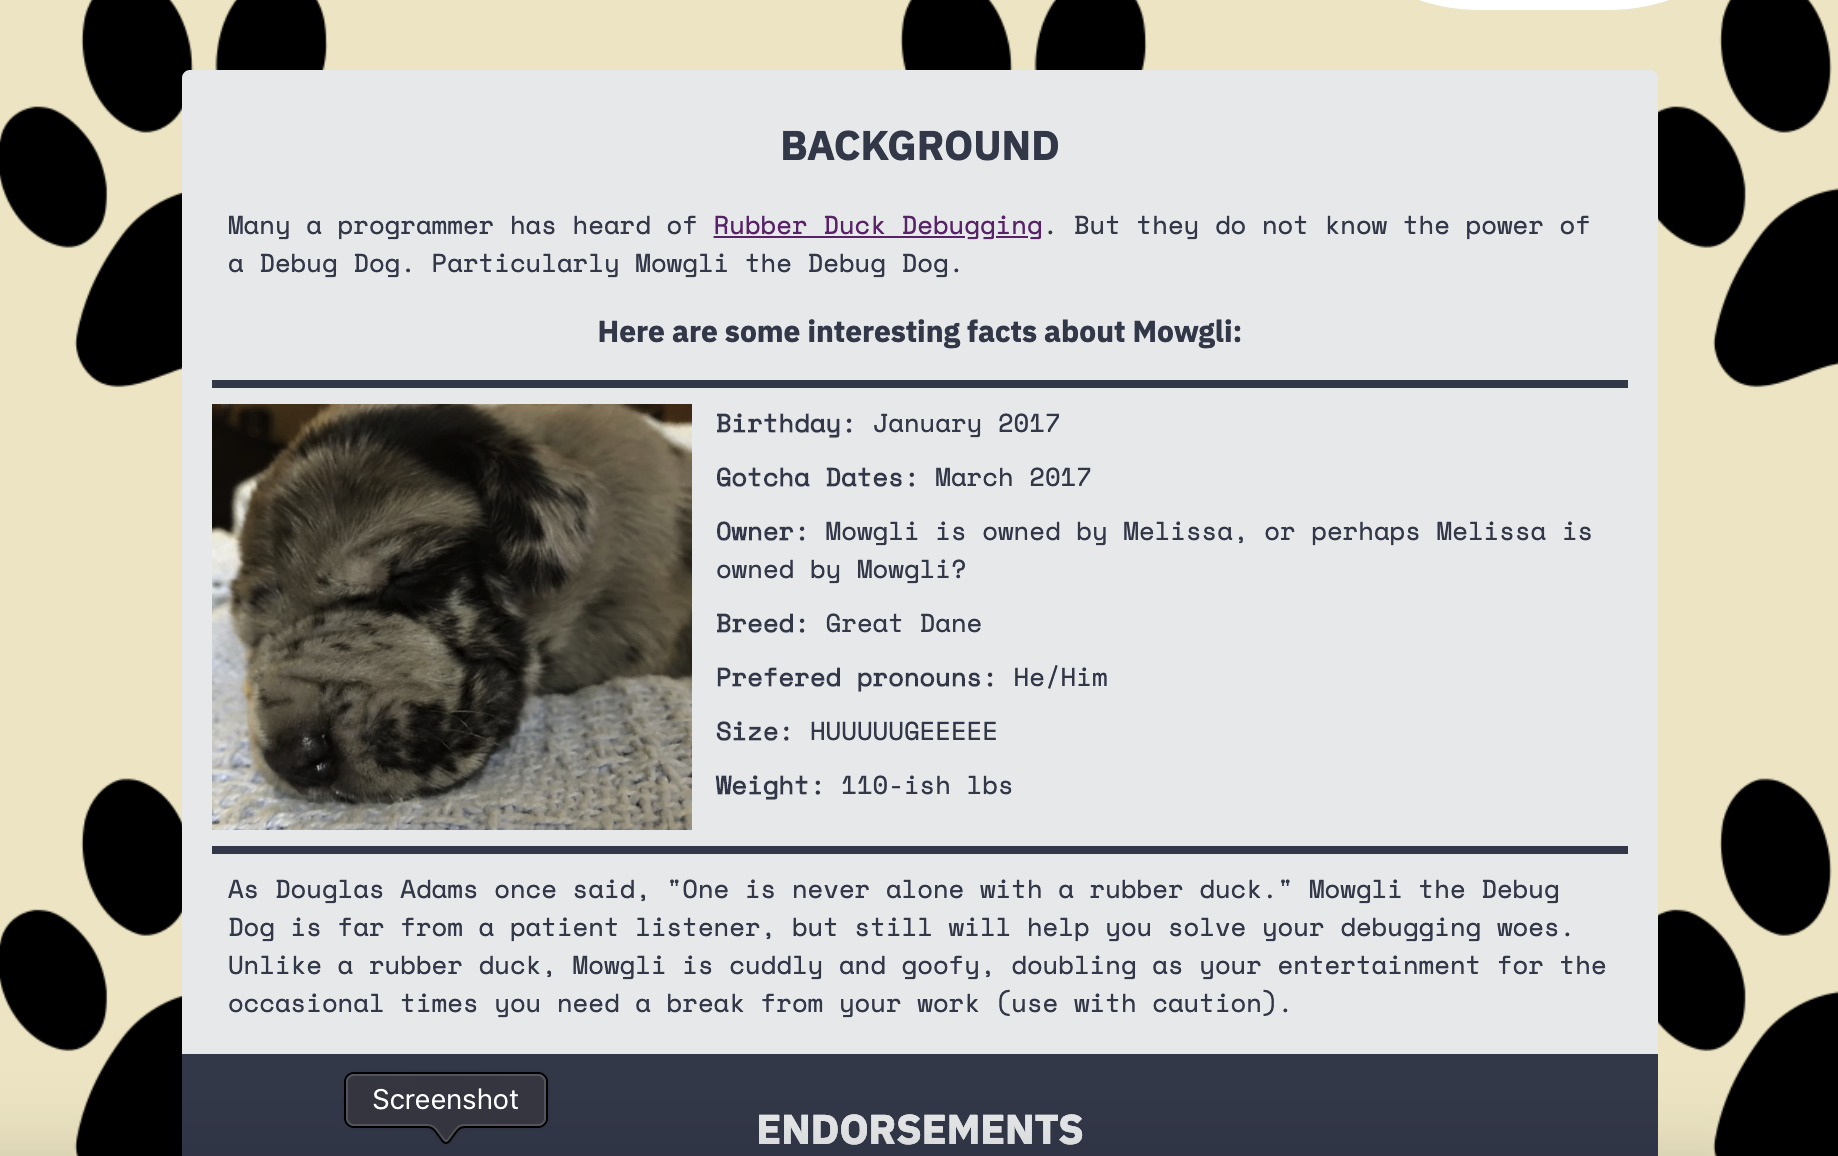 BACKGROUND
Many a programmer has heard of Rubber Duck Debugging. But they do not know the power of
a Debug Dog. Particularly Mowgli the Debug Dog.
Here are some interesting facts about Mowgli:
Birthday: January 2017
Gotcha Dates: March 2017
Owner: Mowgli is owned by Melissa, or perhaps Melissa is
owned by Mowgli?
Breed: Great Dane
Prefered pronouns: He/Him
Size: HUUUUUGEEEEE
Weight: 110-ish lbs
As Douglas Adams once said, "One is never alone with a rubber duck." Mowgli the Debug
Dog is far from a patient listener, but still will help you solve your debugging woes.
Unlike a rubber duck, Mowgli is cuddly and goofy, doubling as your entertainment for the
occasional times you need a break from your work (use with caution).
Screenshot
ENDORSEMENTS